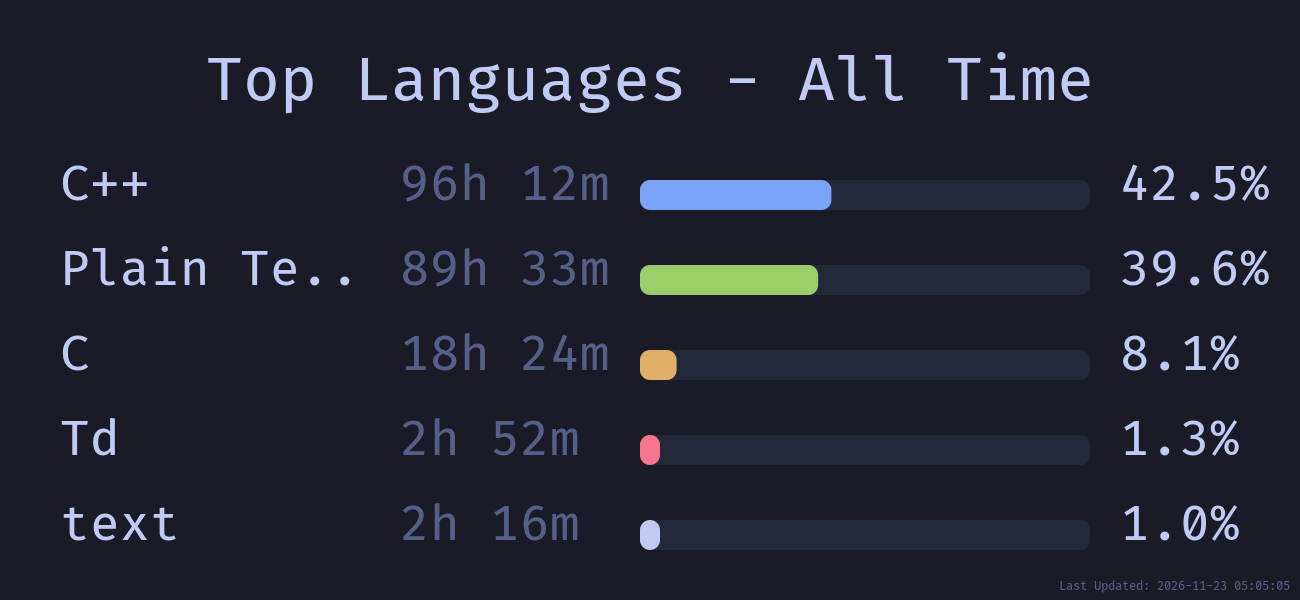 Top Languages - All Time
C++ 96h 12m 42.5%
Plain Te.. 89h 33m 39.6%
C 18h 24m 8.1%
Td 2h 52m 1.3%
text 2h 16m 1.0%
Last Updated: 2026-11-23 05:05:05